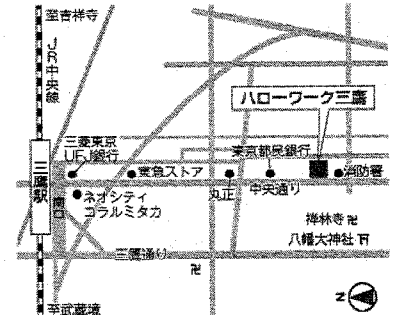 至吉祥寺
JR中央線
ハローワーク三鷹
三菱東京
UFJ銀行
東京都民銀行
三鷹駅
東急ストア
消防署
南口
ネオシティ
コラルミタカ
丸正
中央通り
禅林寺卍
八幡大神社
三鷹通り
卍
至武蔵境
N